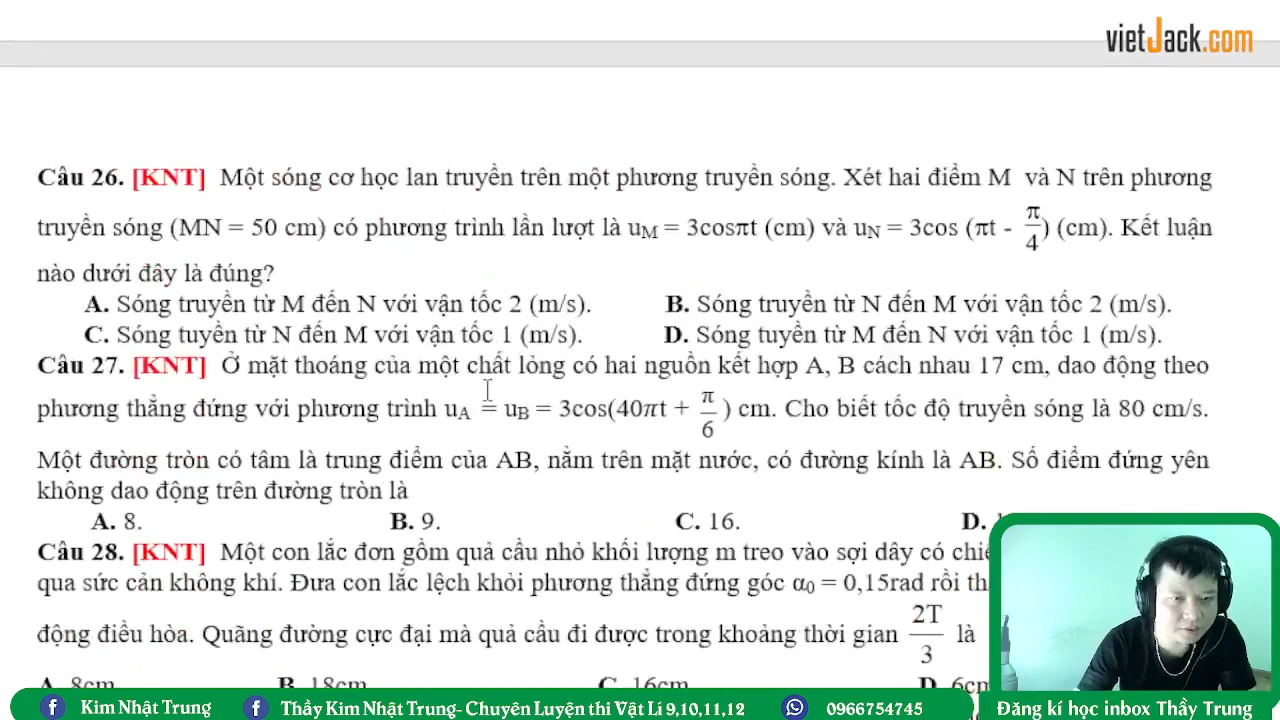 vietJack.com
Câu 26. [KNT] Một sóng cơ học lan truyền trên một phương truyền sóng. Xét hai điểm M và N trên phương
truyền sóng (MN = 50 cm) có phương trình lần lượt là uM = 3cosπt (cm) và uN = 3cos (πt - π/4) (cm). Kết luận
nào dưới đây là đúng?
A. Sóng truyền từ M đến N với vận tốc 2 (m/s). B. Sóng truyền từ N đến M với vận tốc 2 (m/s).
C. Sóng tuyền từ N đến M với vận tốc 1 (m/s). D. Sóng tuyền từ M đến N với vận tốc 1 (m/s).
Câu 27. [KNT] Ở mặt thoáng của một chất lỏng có hai nguồn kết hợp A, B cách nhau 17 cm, dao động theo
phương thẳng đứng với phương trình uA = uB = 3cos(40πt + π/6) cm. Cho biết tốc độ truyền sóng là 80 cm/s.
Một đường tròn có tâm là trung điểm của AB, nằm trên mặt nước, có đường kính là AB. Số điểm đứng yên
không dao động trên đường tròn là
A. 8. B. 9. C. 16. D.
Câu 28. [KNT] Một con lắc đơn gồm quả cầu nhỏ khối lượng m treo vào sợi dây có
qua sức cản không khí. Đưa con lắc lệch khỏi phương thẳng đứng góc α0 = 0,15rad rồi
động điều hòa. Quãng đường cực đại mà quả cầu đi được trong khoảng thời gian 2T/3 là
A. 8cm B. 18cm C. 16cm D. 6cm
Kim Nhật Trung Thầy Kim Nhật Trung- Chuyên Luyện thi Vật Lí 9,10,11,12 0966754745 Đăng kí học inbox Thầy Trung